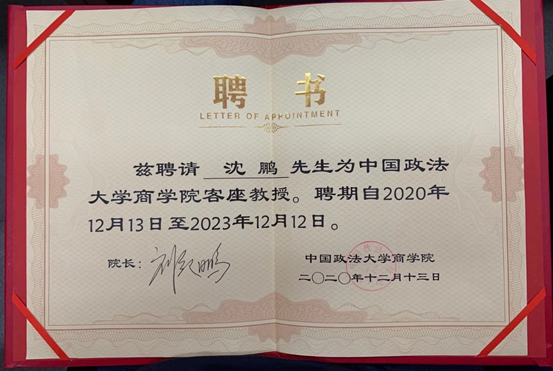 聘 书
LETTER OF APPOINTMENT
兹聘请 沈 鹏 先生为中国政法
大学商学院客座教授。聘期自2020年
12月13日至2023年12月12日。
院长:
中国政法大学商学院
二〇二〇年十二月十三日